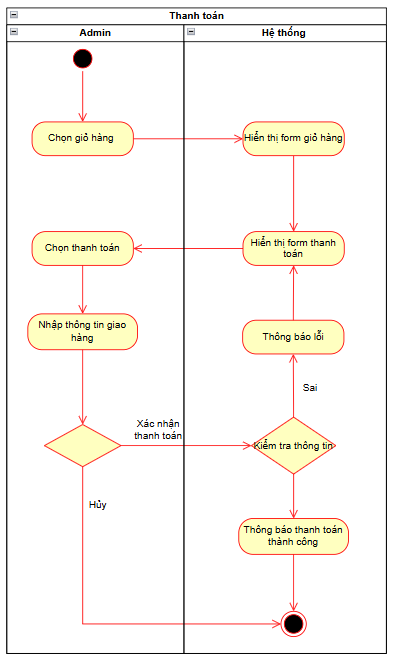 Thanh toán
Admin
Hệ thống
Chọn giỏ hàng
Hiển thị form giỏ hàng
Chọn thanh toán
Hiển thị form thanh
toán
Nhập thông tin giao
hàng
Thông báo lỗi
Sai
Xác nhận
thanh toán
Kiểm tra thông tin
Hủy
Thông báo thanh toán
thành công